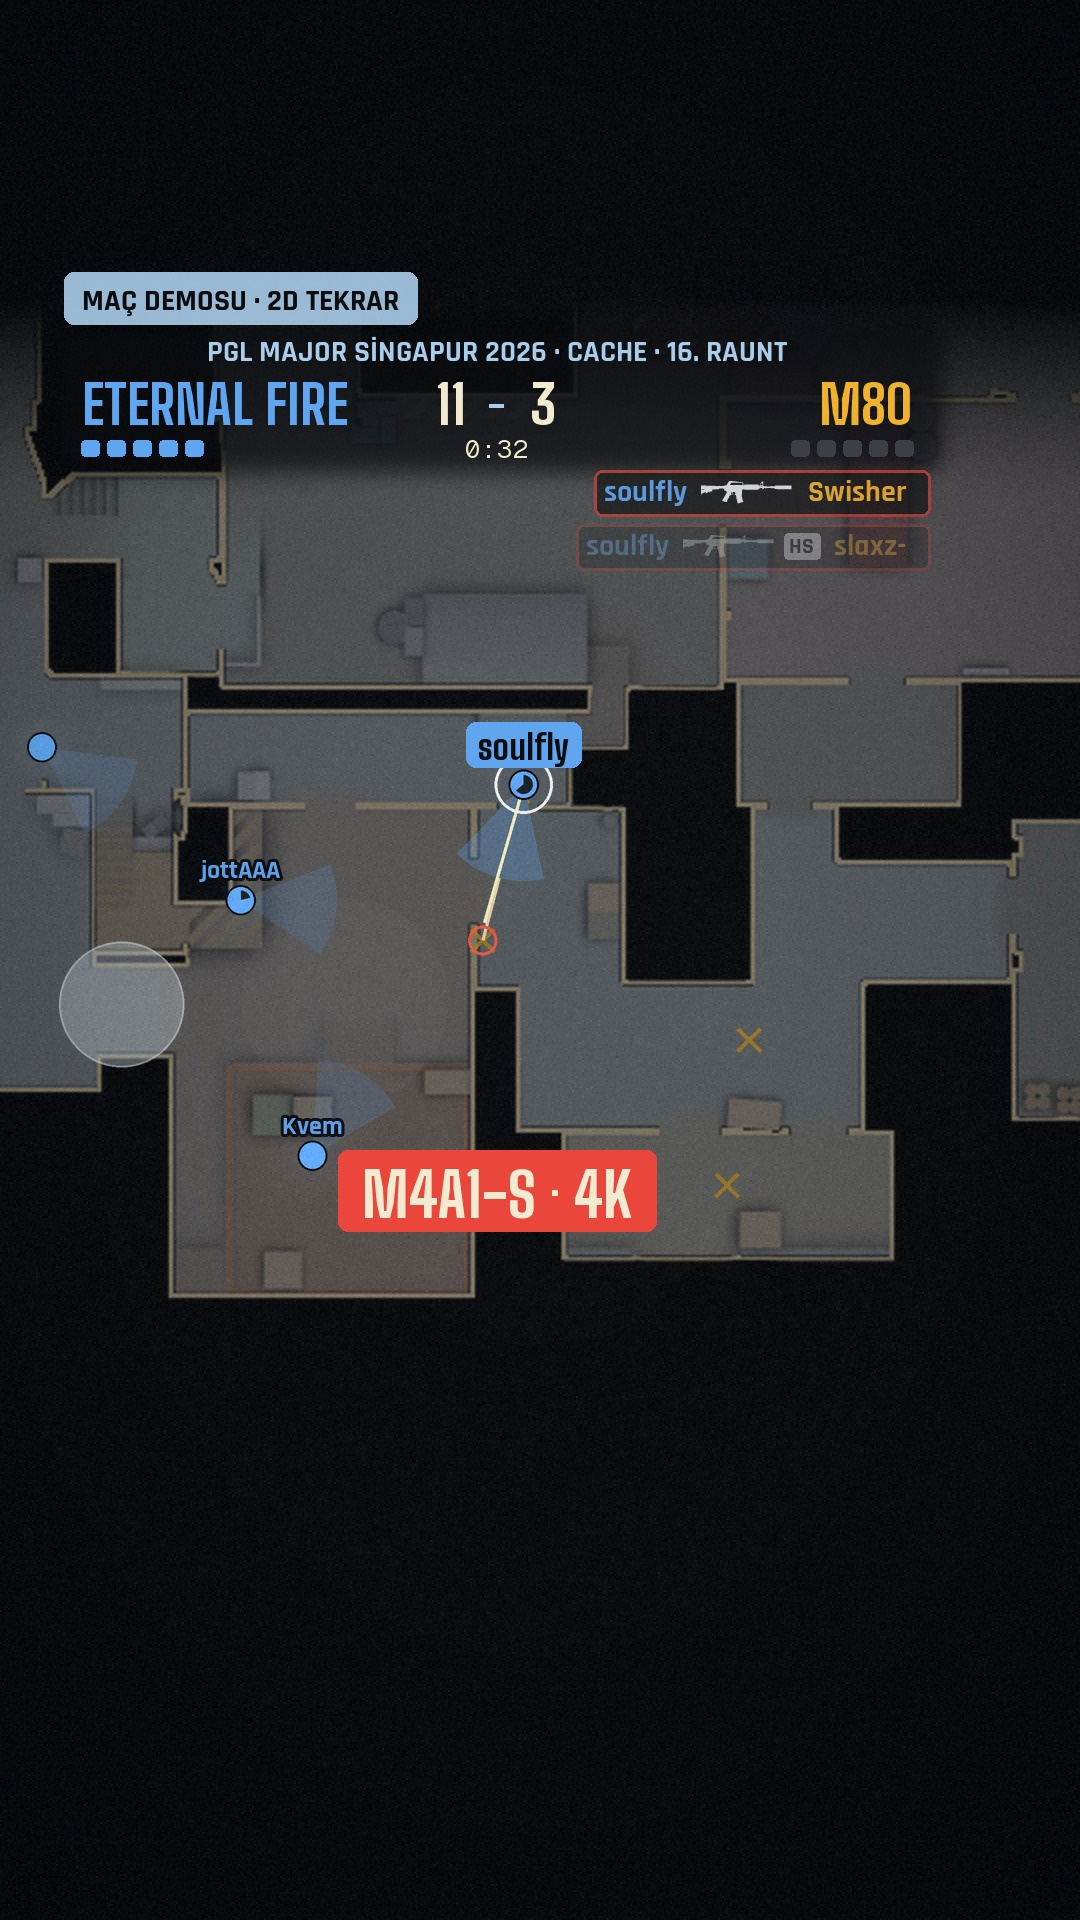 MAÇ DEMOSU · 2D TEKRAR
PGL MAJOR SİNGAPUR 2026 · CACHE · 16. RAUNT
ETERNAL FIRE 11 - 3 M80
0:32
soulfly Swisher
soulfly HS slaxz-
soulfly
jottAAA
Kvem
M4A1-S · 4K